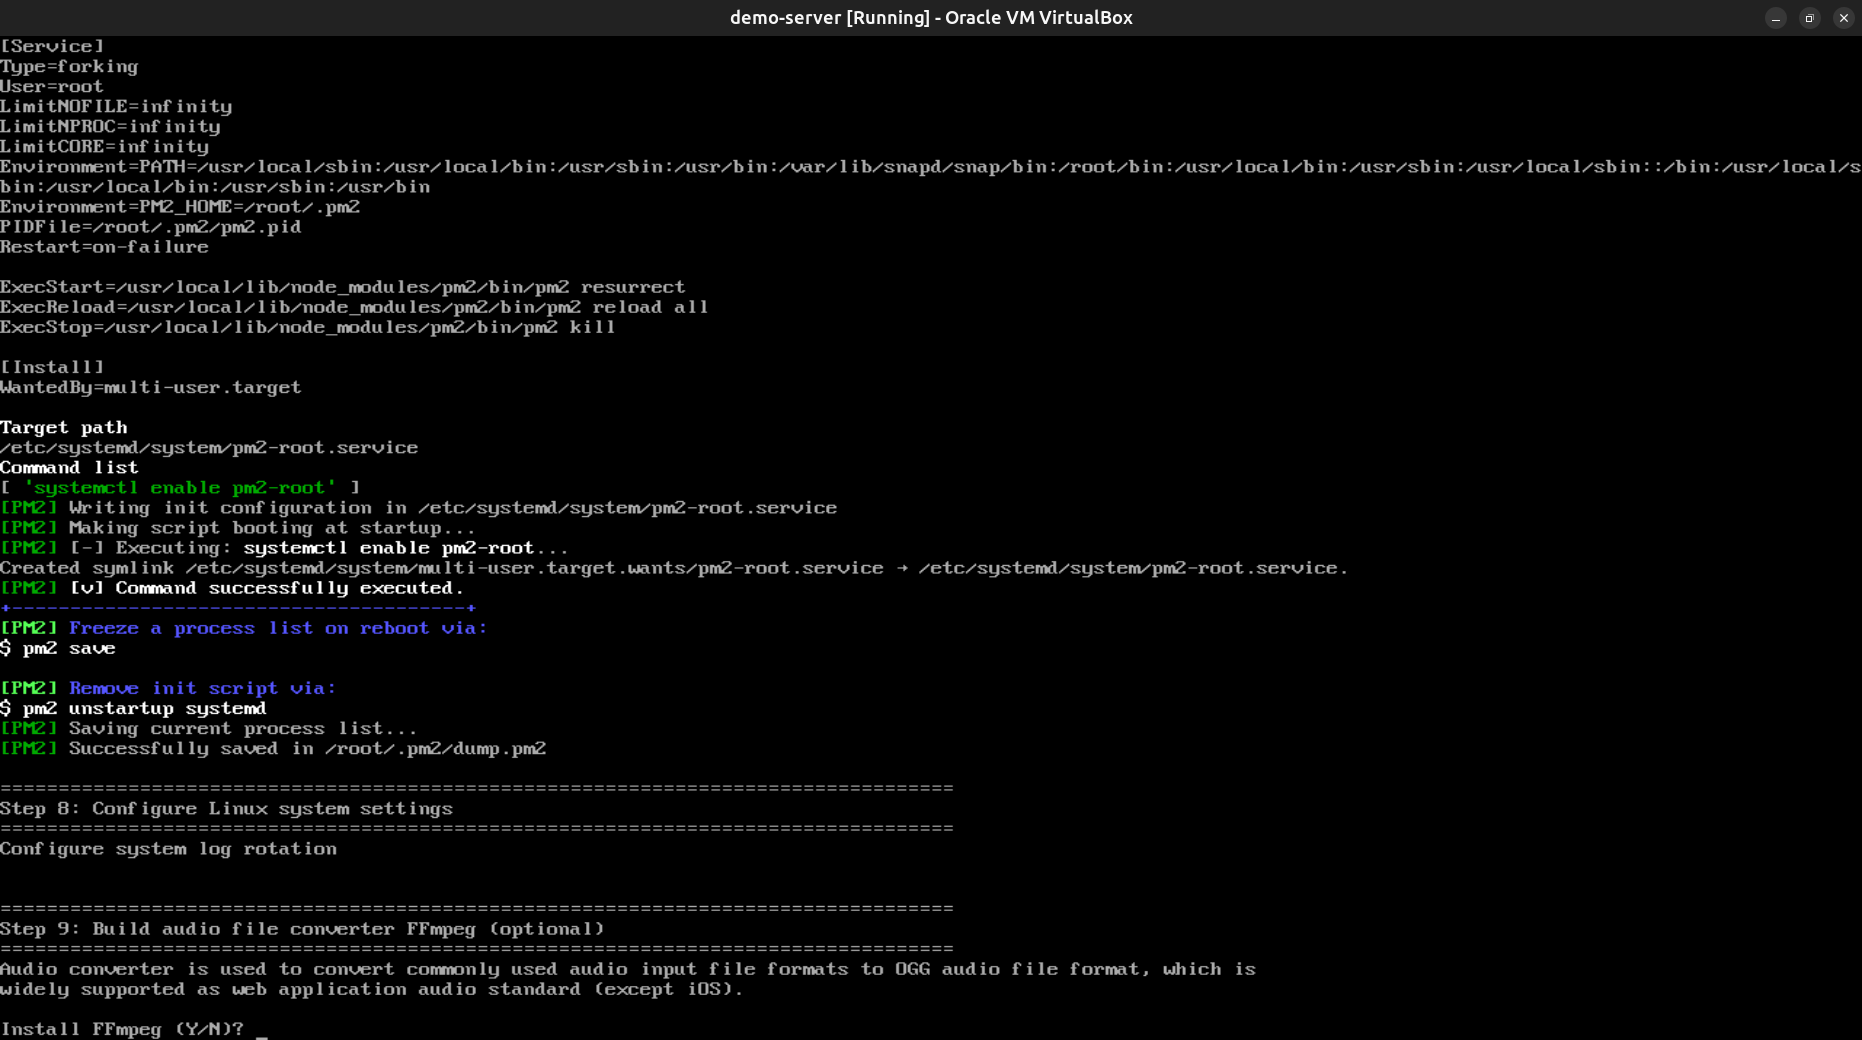 demo-server [Running] - Oracle VM VirtualBox
[Service]
Type=forking
User=root
LimitNOFILE=infinity
LimitNPROC=infinity
LimitCORE=infinity
Environment=PATH=/usr/local/sbin:/usr/local/bin:/usr/sbin:/usr/bin:/var/lib/snapd/snap/bin:/root/bin:/usr/local/bin:/usr/sbin:/usr/local/sbin::/bin:/usr/local/s
bin:/usr/local/bin:/usr/sbin:/usr/bin
Environment=PM2_HOME=/root/.pm2
PIDFile=/root/.pm2/pm2.pid
Restart=on-failure
ExecStart=/usr/local/lib/node_modules/pm2/bin/pm2 resurrect
ExecReload=/usr/local/lib/node_modules/pm2/bin/pm2 reload all
ExecStop=/usr/local/lib/node_modules/pm2/bin/pm2 kill
[Install]
WantedBy=multi-user.target
Target path
/etc/systemd/system/pm2-root.service
Command list
[ 'systemctl enable pm2-root' ]
[PM2] Writing init configuration in /etc/systemd/system/pm2-root.service
[PM2] Making script booting at startup...
[PM2] [-] Executing: systemctl enable pm2-root...
Created symlink /etc/systemd/system/multi-user.target.wants/pm2-root.service → /etc/systemd/system/pm2-root.service.
[PM2] [v] Command successfully executed.
+---------------------------------------+
[PM2] Freeze a process list on reboot via:
$ pm2 save
[PM2] Remove init script via:
$ pm2 unstartup systemd
[PM2] Saving current process list...
[PM2] Successfully saved in /root/.pm2/dump.pm2
==================================================================================
Step 8: Configure Linux system settings
==================================================================================
Configure system log rotation
==================================================================================
Step 9: Build audio file converter FFmpeg (optional)
==================================================================================
Audio converter is used to convert commonly used audio input file formats to OGG audio file format, which is
widely supported as web application audio standard (except iOS).
Install FFmpeg (Y/N)? _